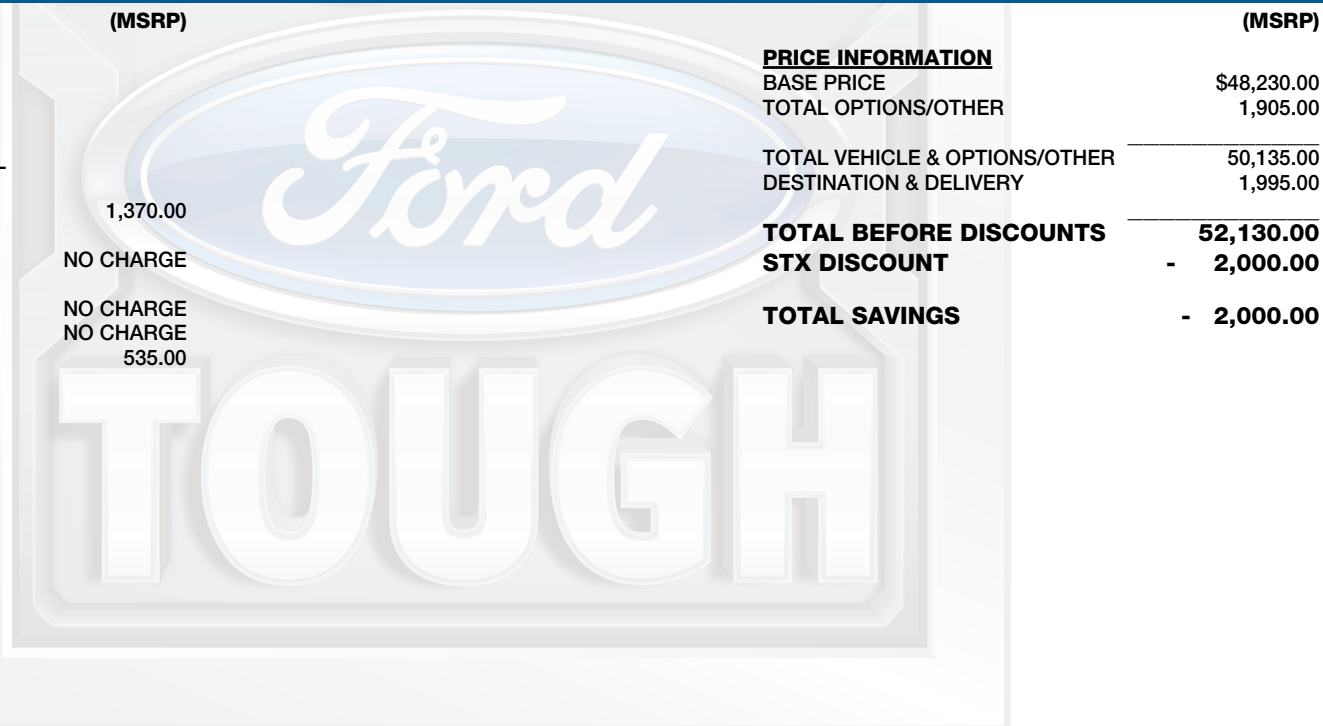 (MSRP)
1,370.00
NO CHARGE
NO CHARGE
NO CHARGE
535.00
(MSRP)
PRICE INFORMATION
BASE PRICE $48,230.00
TOTAL OPTIONS/OTHER 1,905.00
TOTAL VEHICLE & OPTIONS/OTHER 50,135.00
DESTINATION & DELIVERY 1,995.00
TOTAL BEFORE DISCOUNTS 52,130.00
STX DISCOUNT - 2,000.00
TOTAL SAVINGS - 2,000.00
Ford
TOUGH